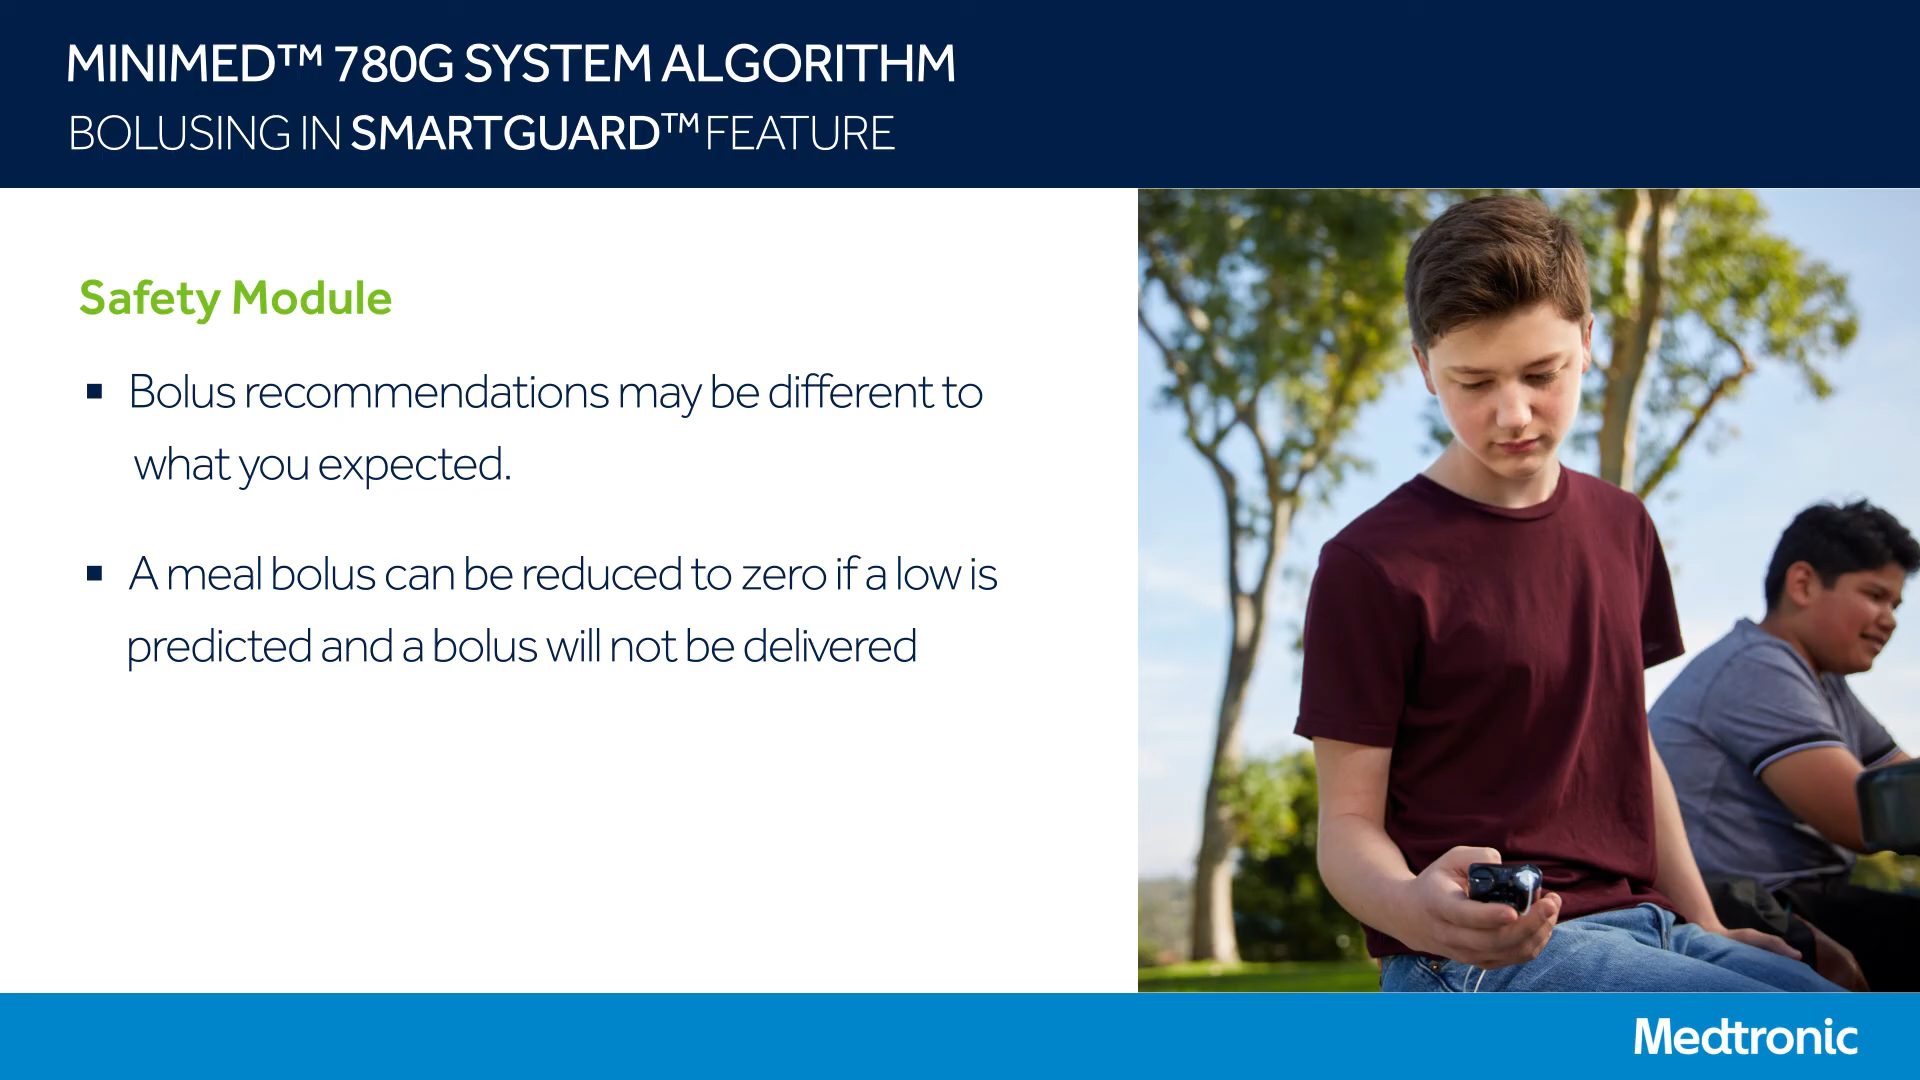 MINIMED™ 780G SYSTEM ALGORITHM
BOLUSING IN SMARTGUARD™ FEATURE
Safety Module
▪ Bolus recommendations may be different to
what you expected.
▪ A meal bolus can be reduced to zero if a low is
predicted and a bolus will not be delivered
Medtronic